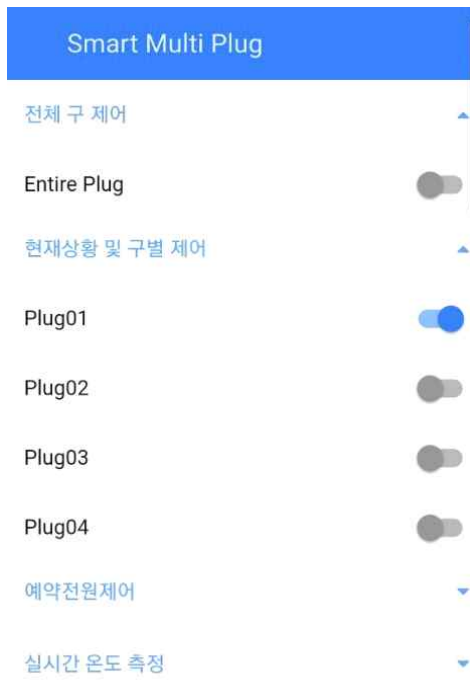 Smart Multi Plug
전체 구 제어
Entire Plug
현재상황 및 구별 제어
Plug01
Plug02
Plug03
Plug04
예약전원제어
실시간 온도 측정